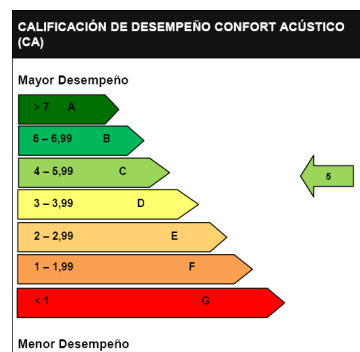 CALIFICACIÓN DE DESEMPEÑO CONFORT ACÚSTICO
(CA)
Mayor Desempeño
> 7 A
6 – 6,99 B
4 – 5,99 C
5
3 – 3,99 D
2 – 2,99 E
1 – 1,99 F
< 1 G
Menor Desempeño